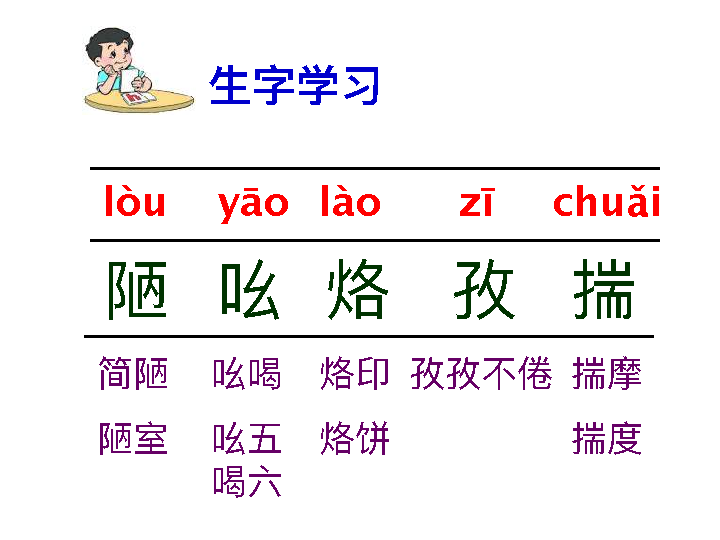 生字学习
lòu yāo lào zī chuǎi
陋 吆 烙 孜 揣
简陋 吆喝 烙印 孜孜不倦 揣摩
陋室 吆五 烙饼 揣度
喝六